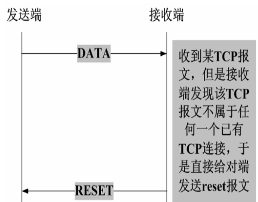 发送端
接收端
DATA
收到某TCP报
文，但是接收
端发现该TCP
报文不属于任
何一个已有
TCP连接，于
是直接给对端
发送reset报文
RESET